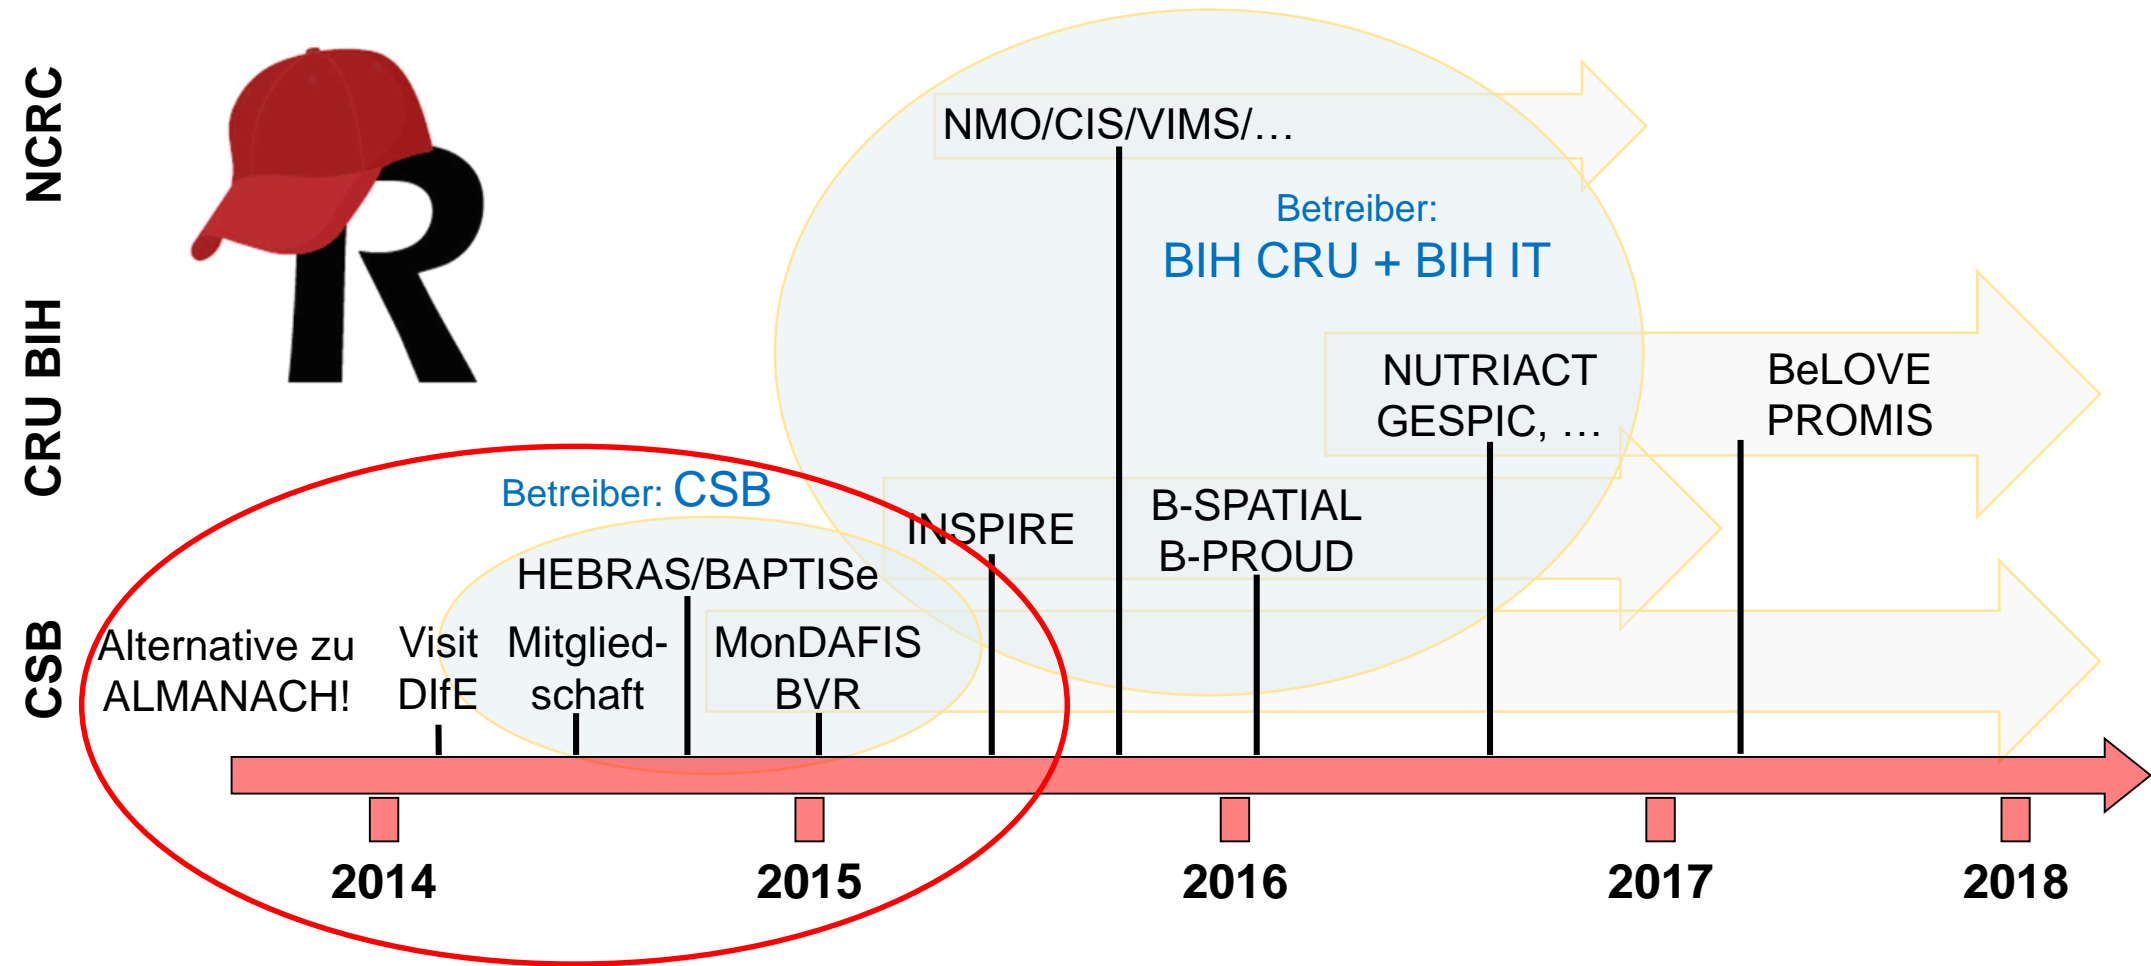 NCRC
CRU BIH
CSB
R
NMO/CIS/VIMS/…
Betreiber:
BIH CRU + BIH IT
NUTRIACT
GESPIC, …
BeLOVE
PROMIS
Betreiber: CSB
INSPIRE
B-SPATIAL
B-PROUD
HEBRAS/BAPTISe
Alternative zu
ALMANACH!
Visit
DIfE
Mitglied-
schaft
MonDAFIS
BVR
2014
2015
2016
2017
2018